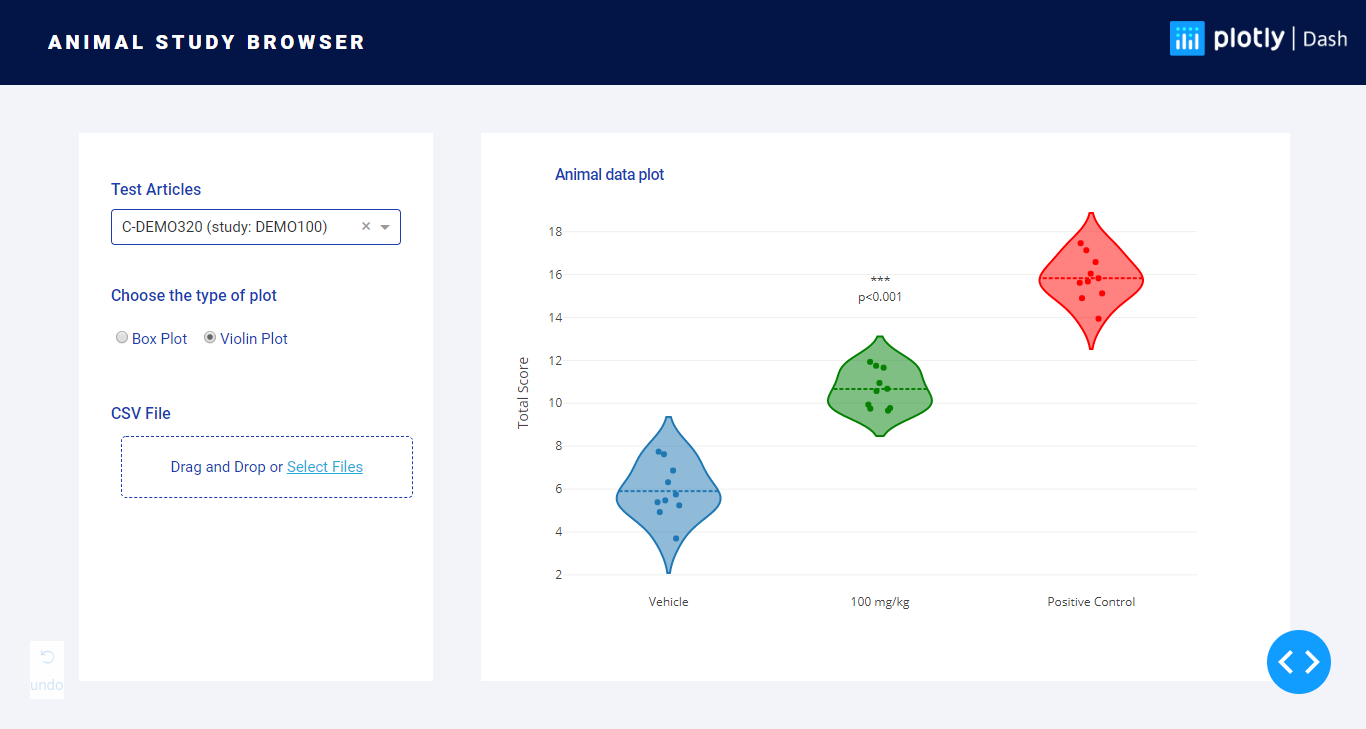 ANIMAL STUDY BROWSER
plotly | Dash
Test Articles
C-DEMO320 (study: DEMO100) ×
Choose the type of plot
Box Plot Violin Plot
CSV File
Drag and Drop or Select Files
undo
Animal data plot
Total Score
18
16
14
12
10
8
6
4
2
***
p<0.001
Vehicle 100 mg/kg Positive Control